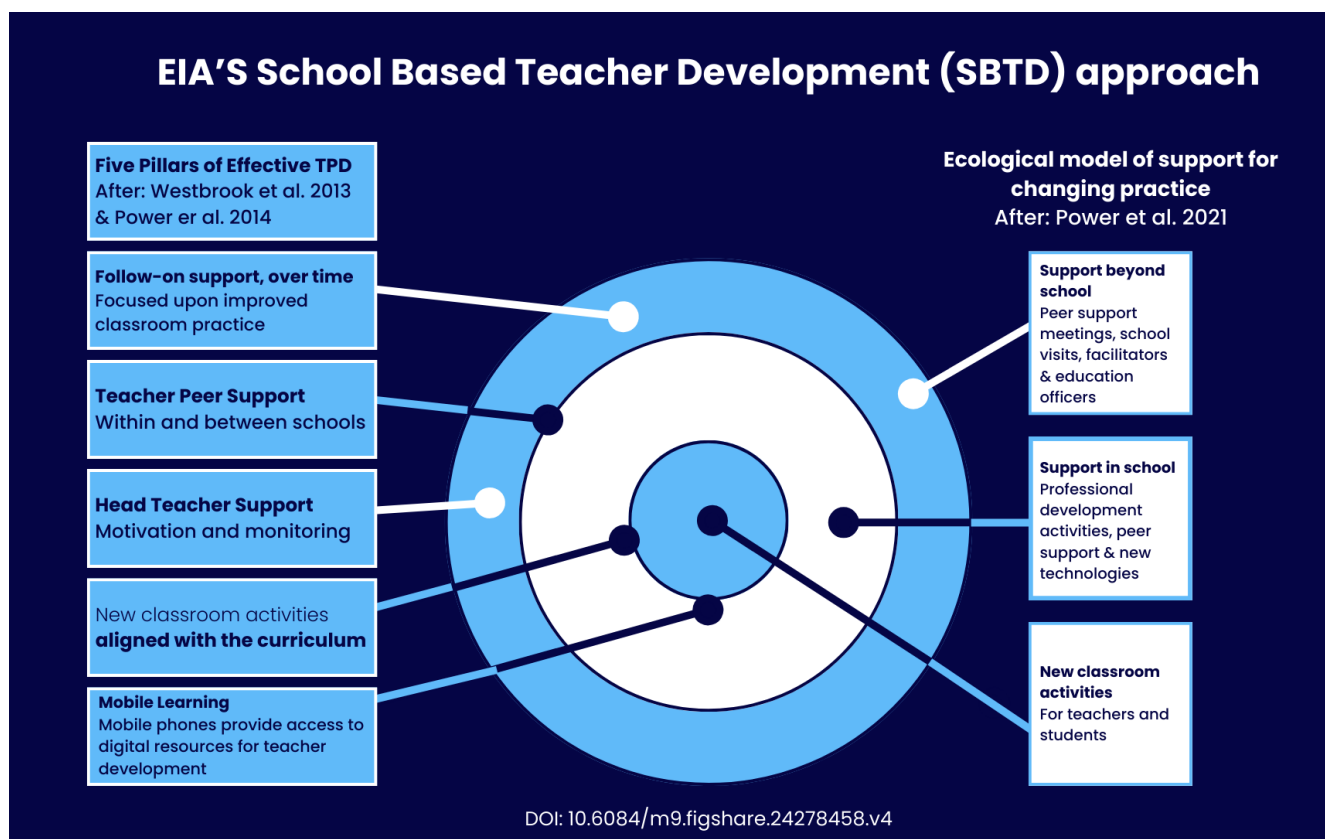 EIA'S School Based Teacher Development (SBTD) approach
Five Pillars of Effective TPD
After: Westbrook et al. 2013
& Power er al. 2014
Follow-on support, over time
Focused upon improved
classroom practice
Teacher Peer Support
Within and between schools
Head Teacher Support
Motivation and monitoring
New classroom activities
aligned with the curriculum
Mobile Learning
Mobile phones provide access to
digital resources for teacher
development
Ecological model of support for
changing practice
After: Power et al. 2021
Support beyond
school
Peer support
meetings, school
visits, facilitators
& education
officers
Support in school
Professional
development
activities, peer
support & new
technologies
New classroom
activities
For teachers and
students
DOI: 10.6084/m9.figshare.24278458.v4